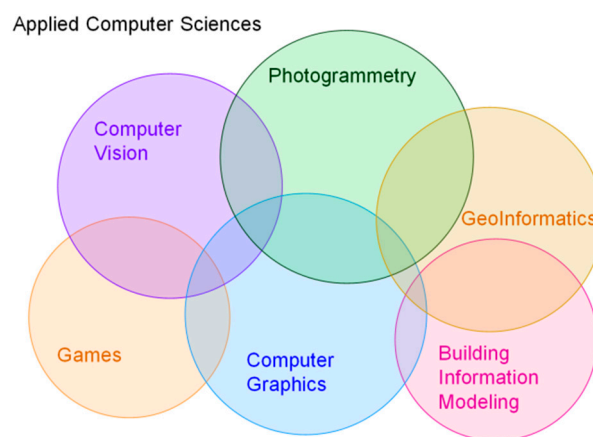 Applied Computer Sciences
Photogrammetry
Computer
Vision
GeoInformatics
Games
Computer
Graphics
Building
Information
Modeling